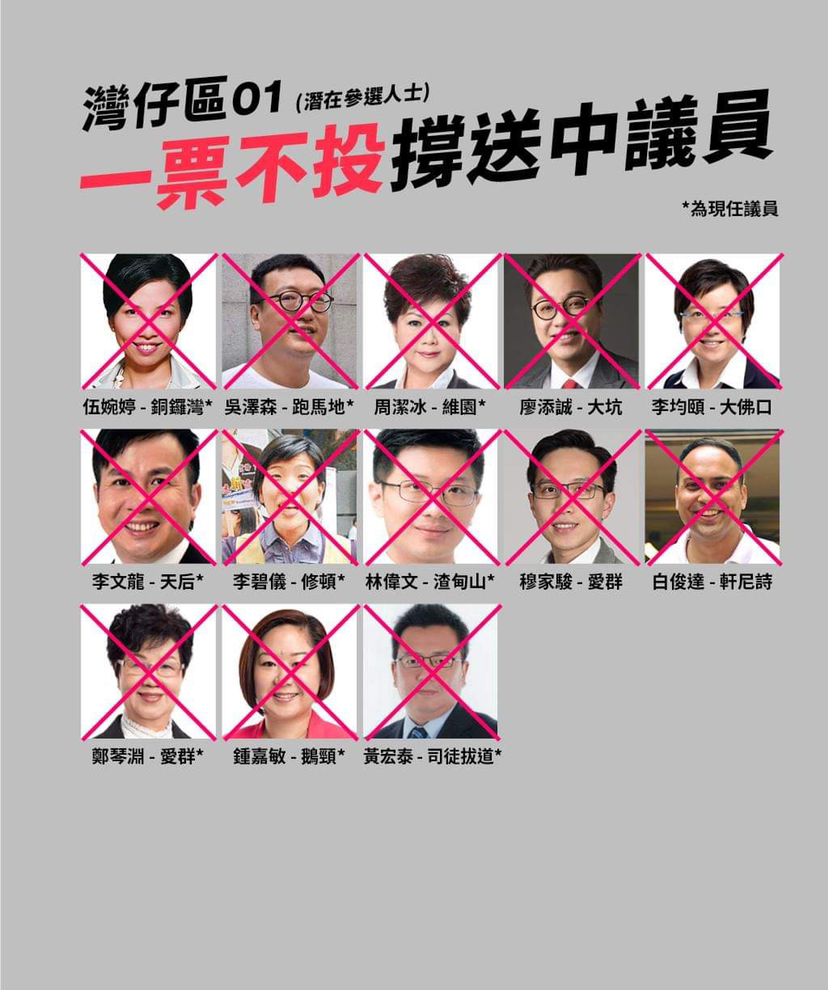 灣仔區01 (潛在參選人士)
一票不投撐送中議員
*為現任議員
伍婉婷 - 銅鑼灣* 吳澤森 - 跑馬地* 周潔冰 - 維園* 廖添誠 - 大坑 李均頤 - 大佛口
李文龍 - 天后* 李碧儀 - 修頓* 林偉文 - 渣甸山* 穆家駿 - 愛群 白俊達 - 軒尼詩
鄭琴淵 - 愛群* 鍾嘉敏 - 鵝頸* 黃宏泰 - 司徒拔道*